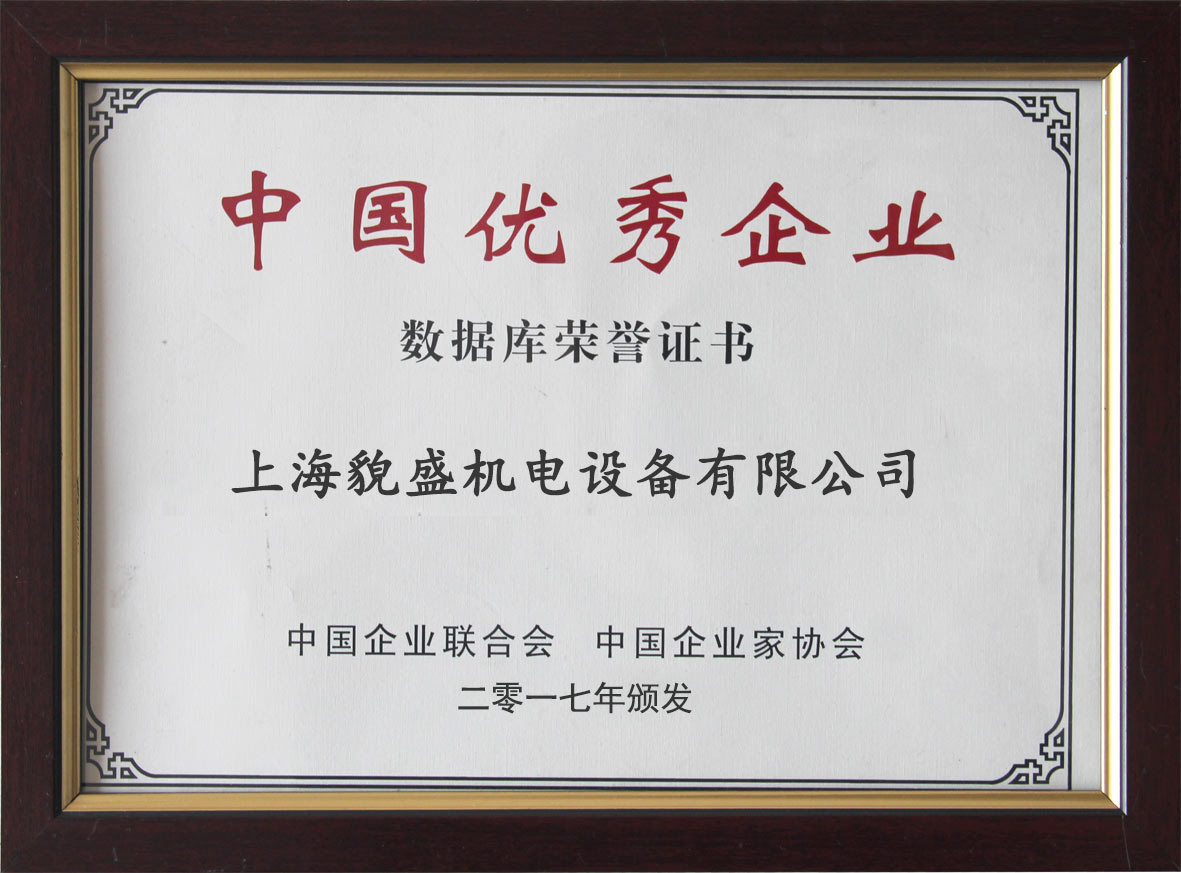 中国优秀企业
数据库荣誉证书
上海貌盛机电设备有限公司
中国企业联合会 中国企业家协会
二零一七年颁发